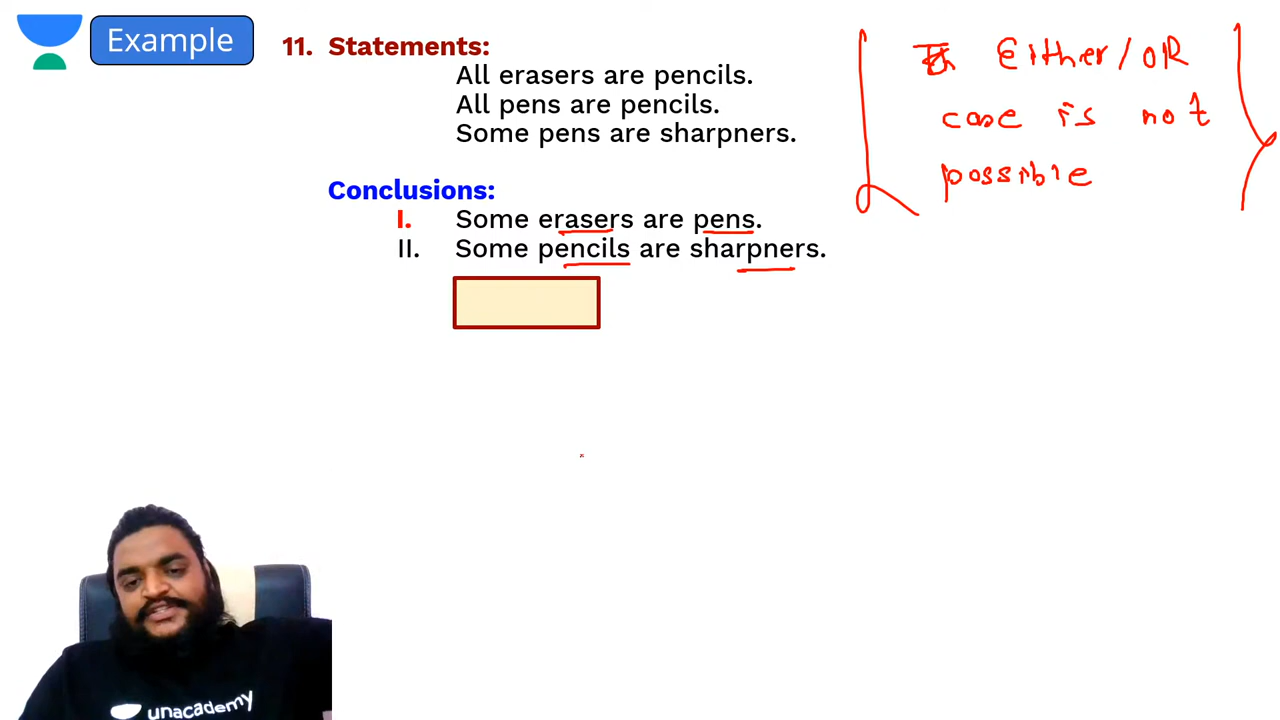 Example
11. Statements:
All erasers are pencils.
All pens are pencils.
Some pens are sharpners.
Conclusions:
I. Some erasers are pens.
II. Some pencils are sharpners.
Either/OR
case is not
possible
unacademy